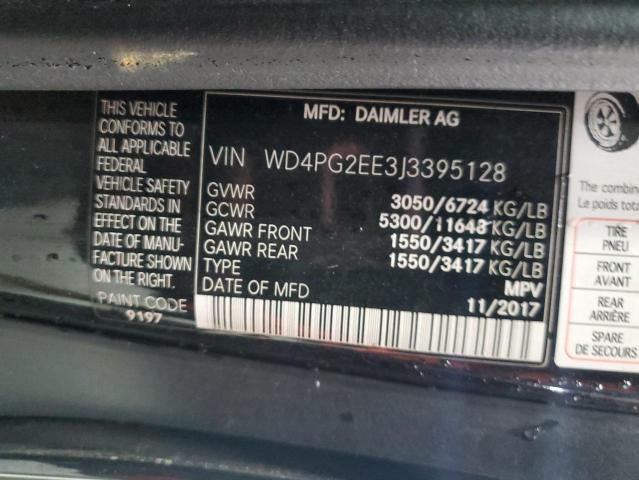 THIS VEHICLE
CONFORMS TO
ALL APPLICABLE
FEDERAL MOTOR
VEHICLE SAFETY
STANDARDS IN
EFFECT ON THE
DATE OF MANU-
FACTURE SHOWN
ON THE RIGHT.
PAINT CODE
9197
MFD: DAIMLER AG
VIN WD4PG2EE3J3395128
GVWR 3050/6724 KG/LB
GCWR 5300/11643 KG/LB
GAWR FRONT 1550/3417 KG/LB
GAWR REAR 1550/3417 KG/LB
TYPE MPV
DATE OF MFD 11/2017
The combine
Le poids total
TIRE
PNEU
FRONT
AVANT
REAR
ARRIÈRE
SPARE
DE SECOURS